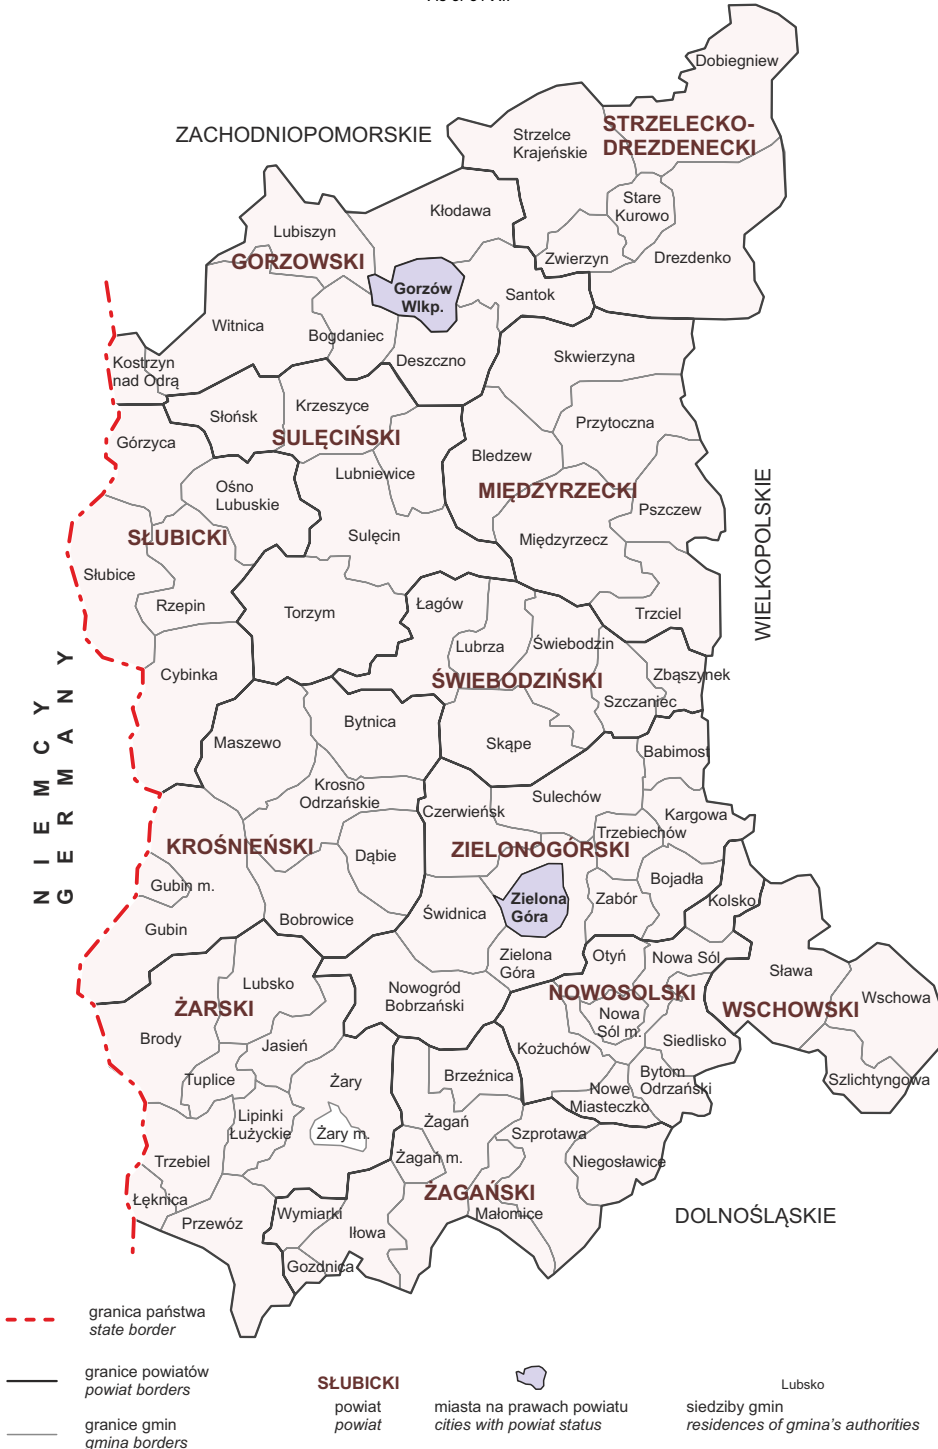 Dobiegniew
STRZELECKO-
DREZDENECKI
ZACHODNIOPOMORSKIE
Strzelce
Krajeńskie
Stare
Kurowo
Kłodawa
Lubiszyn
GORZOWSKI
Zwierzyn
Drezdenko
Gorzów
Wlkp.
Santok
Witnica
Bogdaniec
Deszczno
Skwierzyna
Kostrzyn
nad Odrą
Słońsk
Krzeszyce
Przytoczna
Górzyca
SULĘCIŃSKI
Bledzew
Lubniewice
MIĘDZYRZECKI
Ośno
Lubuskie
Pszczew
SŁUBICKI
Sulęcin
Międzyrzecz
WIELKOPOLSKIE
Słubice
Rzepin
Torzym
Łagów
Trzciel
Lubrza
Świebodzin
Cybinka
ŚWIEBODZIŃSKI
Zbąszynek
Szczaniec
NIEMCY
GERMANY
Maszewo
Bytnica
Skąpe
Babimost
Krosno
Odrzańskie
Sulechów
Czerwieńsk
Kargowa
Trzebiechów
KROŚNIEŃSKI
Dąbie
ZIELONOGÓRSKI
Bojadła
Gubin m.
Zielona
Góra
Zabór
Kolsko
Gubin
Bobrowice
Świdnica
Zielona
Góra
Otyń
Nowa Sól
Sława
Lubsko
Nowogród
Bobrzański
NOWOSOLSKI
Wschowa
ŻARSKI
WSCHOWSKI
Nowa
Sól m.
Brody
Jasień
Kożuchów
Siedlisko
Tuplice
Żary
Brzeźnica
Bytom
Odrzański
Nowe
Miasteczko
Szlichtyngowa
Lipinki
Łużyckie
Żary m.
Żagań
Szprotawa
Trzebiel
Żagań m.
Niegosławice
Łęknica
ŻAGAŃSKI
Przewóz
Wymiarki
Iłowa
Małomice
DOLNOŚLĄSKIE
Gozdnica
granica państwa
state border
granice powiatów
powiat borders
granice gmin
gmina borders
SŁUBICKI
powiat
powiat
miasta na prawach powiatu
cities with powiat status
Lubsko
siedziby gmin
residences of gmina's authorities